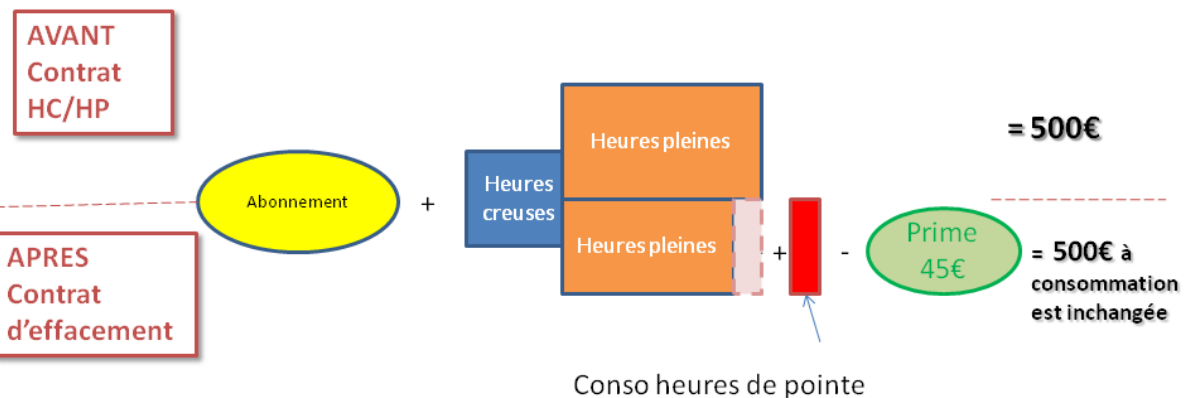 AVANT
Contrat
HC/HP
Heures pleines
= 500€
Abonnement
+
Heures
creuses
Heures pleines
+
-
Prime
45€
= 500€ à
consommation
est inchangée
APRES
Contrat
d'effacement
Conso heures de pointe